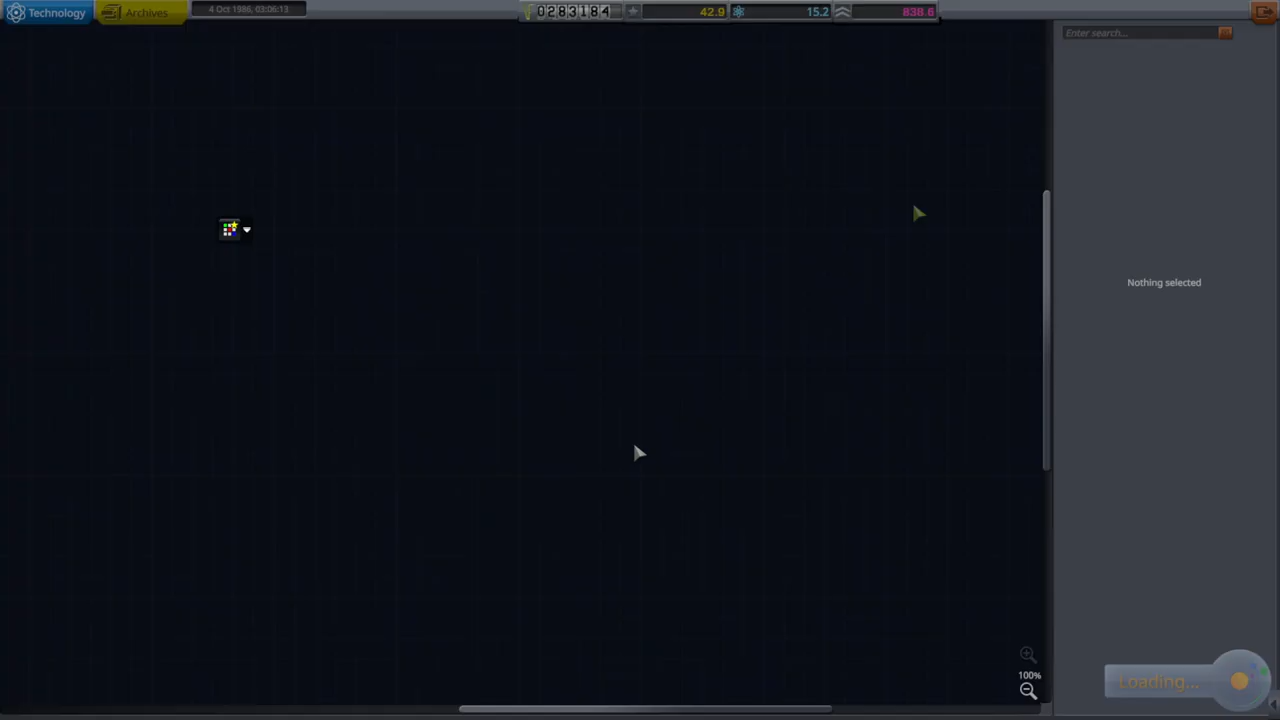 Technology
Archives
4 Oct 1986, 03:06:13
0283184
42.9
15.2
838.6
Enter search...
Nothing selected
100%
Loading...